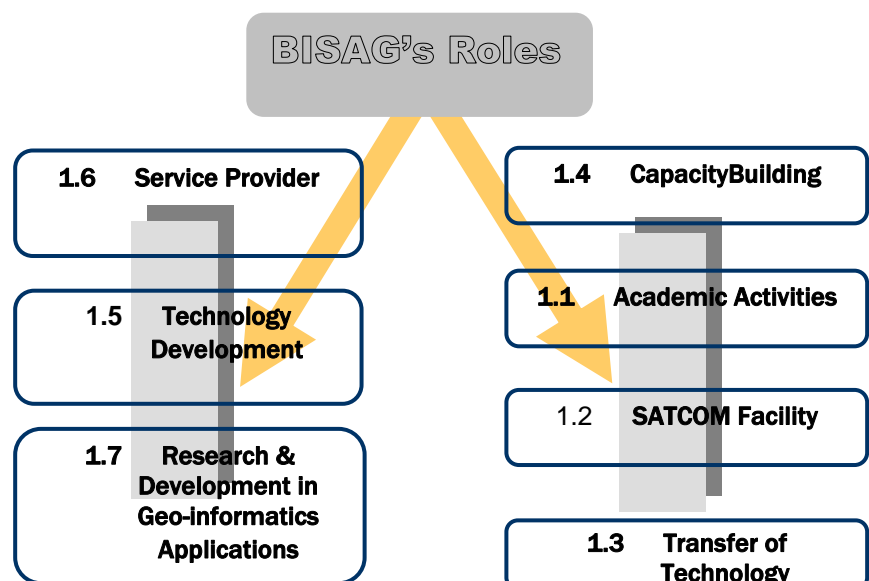 BISAG's Roles
1.6 Service Provider
1.5 Technology
Development
1.7 Research &
Development in
Geo-informatics
Applications
1.4 CapacityBuilding
1.1 Academic Activities
1.2 SATCOM Facility
1.3 Transfer of
Technology